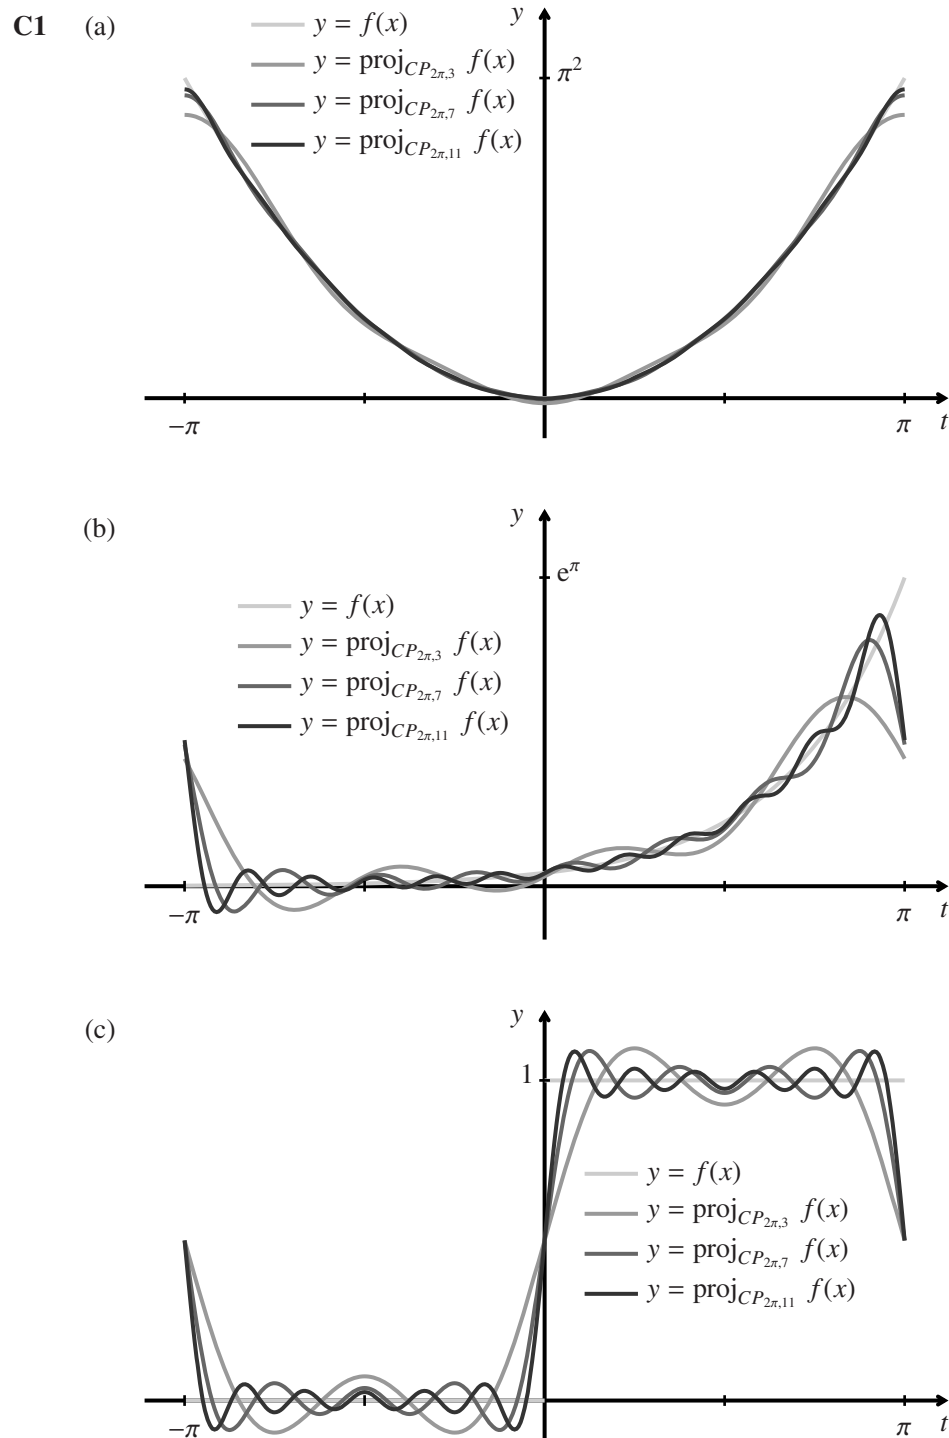 C1 (a)
y
y = f(x)
y = proj_{CP_{2π,3}} f(x)
y = proj_{CP_{2π,7}} f(x)
y = proj_{CP_{2π,11}} f(x)
π²
−π π t
(b)
y
e^π
y = f(x)
y = proj_{CP_{2π,3}} f(x)
y = proj_{CP_{2π,7}} f(x)
y = proj_{CP_{2π,11}} f(x)
−π π t
(c)
y
1
y = f(x)
y = proj_{CP_{2π,3}} f(x)
y = proj_{CP_{2π,7}} f(x)
y = proj_{CP_{2π,11}} f(x)
−π π t